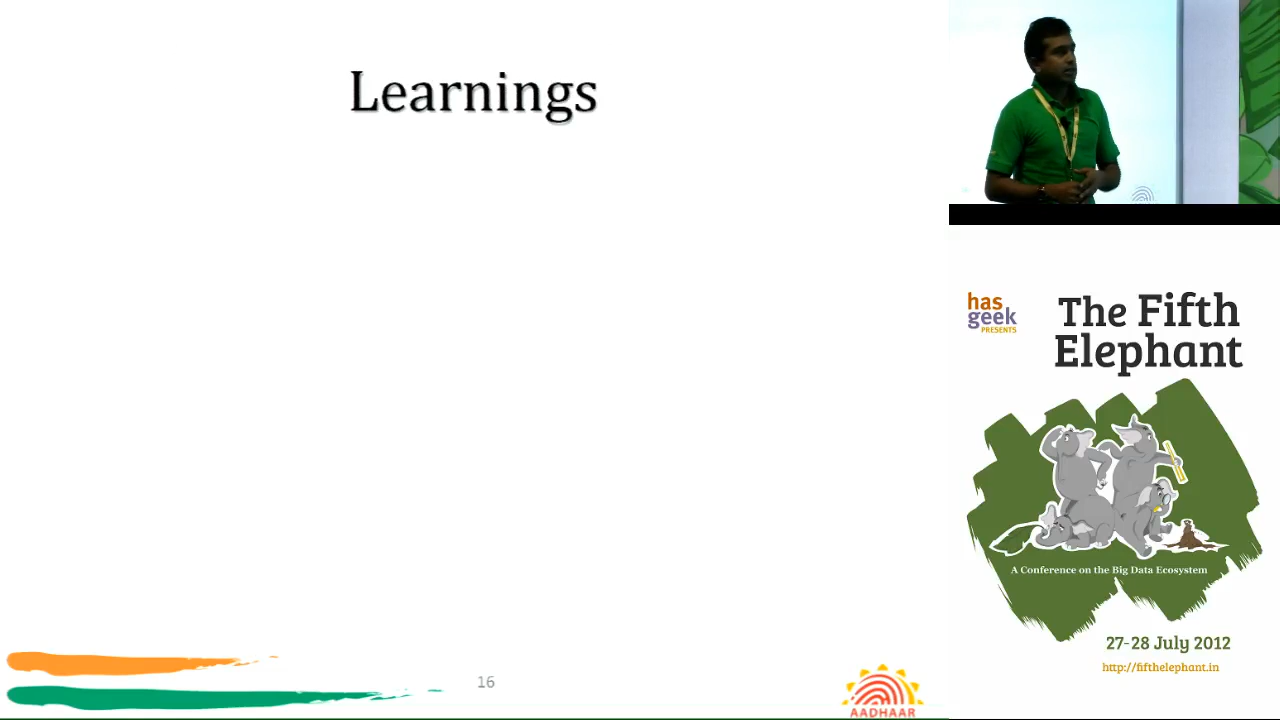 Learnings
16
AADHAAR
has
geek
PRESENTS
The Fifth
Elephant
A Conference on the Big Data Ecosystem
27-28 July 2012
http://fifthelephant.in